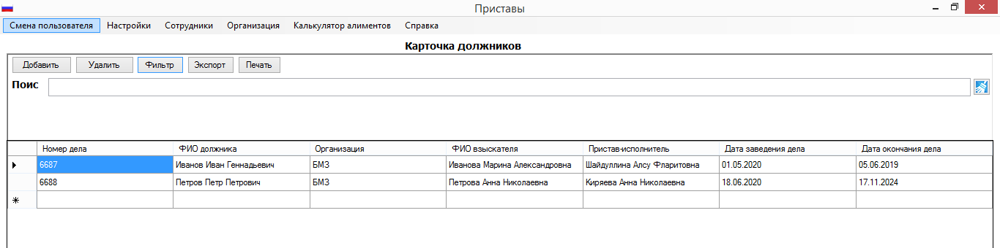 Приставы
Смена пользователя Настройки Сотрудники Организация Калькулятор алиментов Справка
Карточка должников
Добавить Удалить Фильтр Экспорт Печать
Поис
Номер дела ФИО должника Организация ФИО взыскателя Пристав-исполнитель Дата заведения дела Дата окончания дела
6687 Иванов Иван Геннадьевич БМЗ Иванова Марина Александровна Шайдуллина Алсу Фларитовна 01.05.2020 05.06.2019
6688 Петров Петр Петрович БМЗ Петрова Анна Николаевна Киряева Анна Николаевна 18.06.2020 17.11.2024